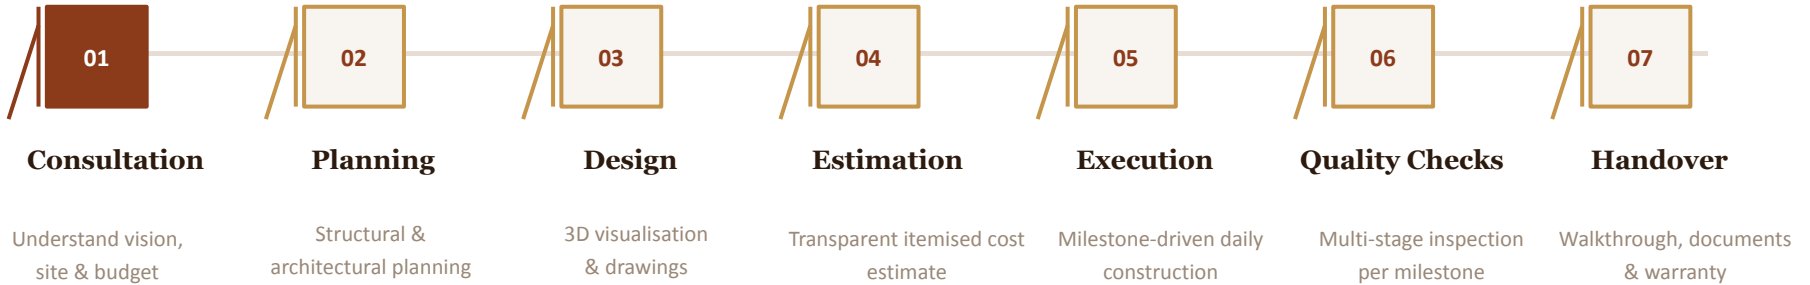 01
02
03
04
05
06
07
Consultation
Planning
Design
Estimation
Execution
Quality Checks
Handover
Understand vision,
site & budget
Structural &
architectural planning
3D visualisation
& drawings
Transparent itemised cost
estimate
Milestone-driven daily
construction
Multi-stage inspection
per milestone
Walkthrough, documents
& warranty